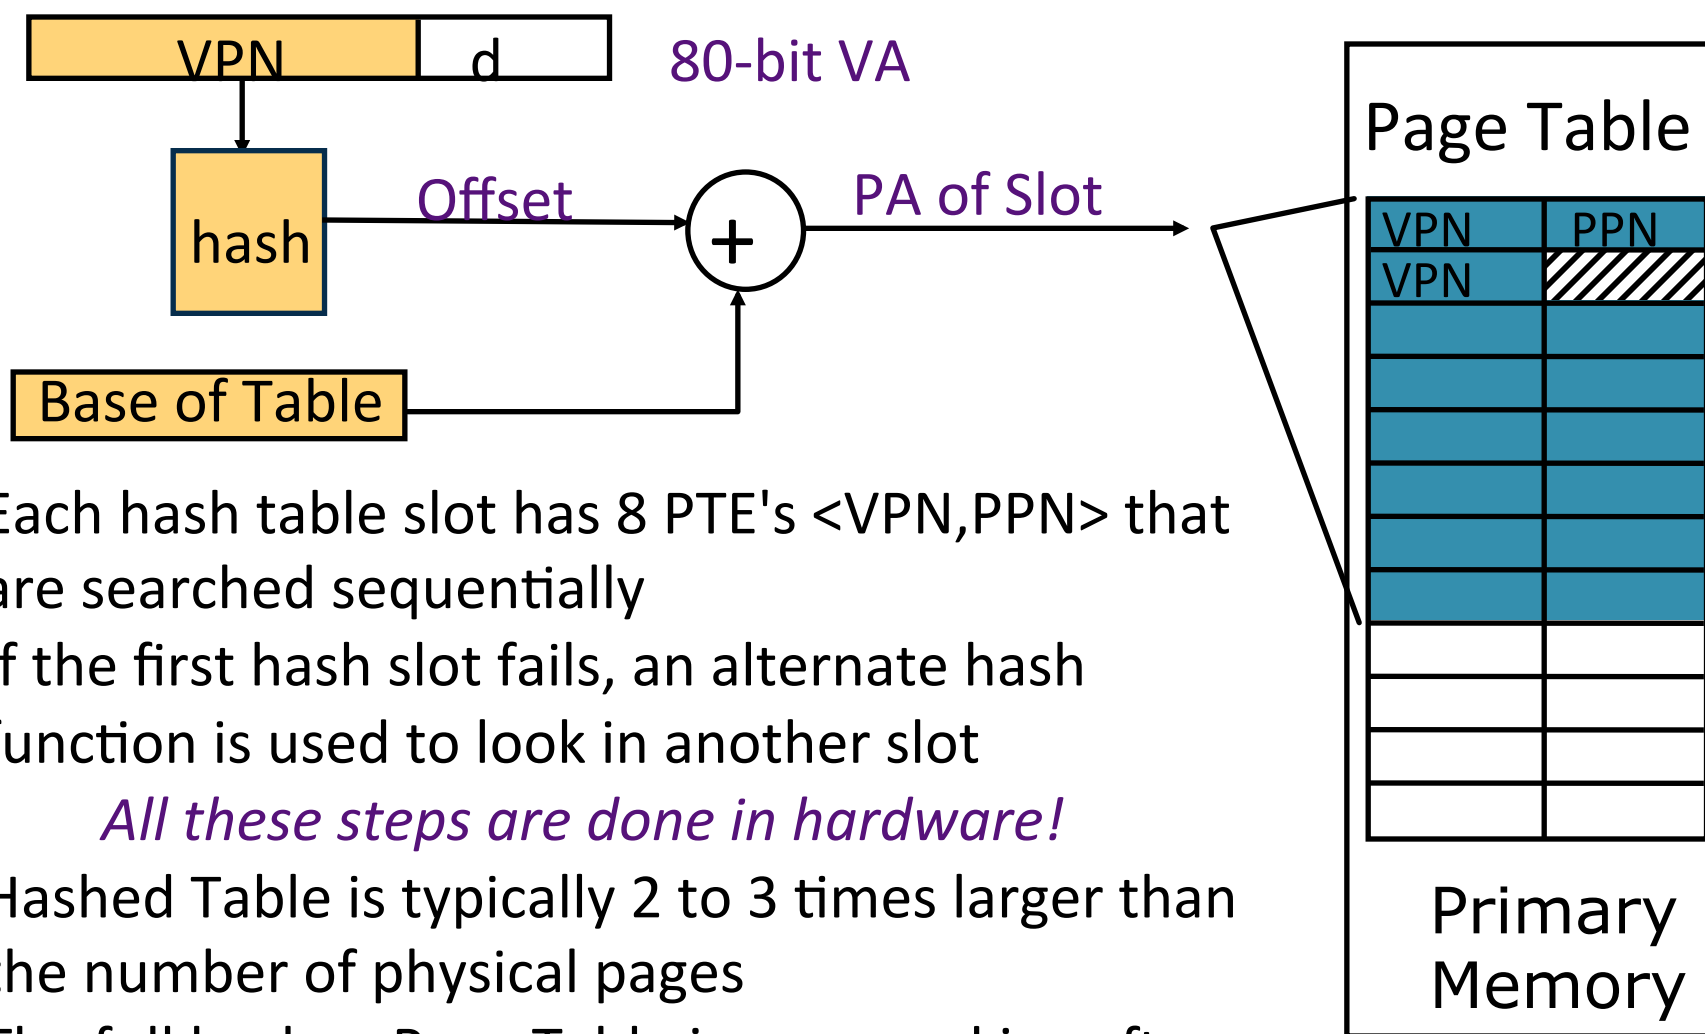 VPN d 80-bit VA
Page Table
hash Offset + PA of Slot
VPN PPN
VPN
Base of Table
Each hash table slot has 8 PTE's <VPN,PPN> that
are searched sequentially
If the first hash slot fails, an alternate hash
function is used to look in another slot
All these steps are done in hardware!
Hashed Table is typically 2 to 3 times larger than
the number of physical pages
Primary
Memory